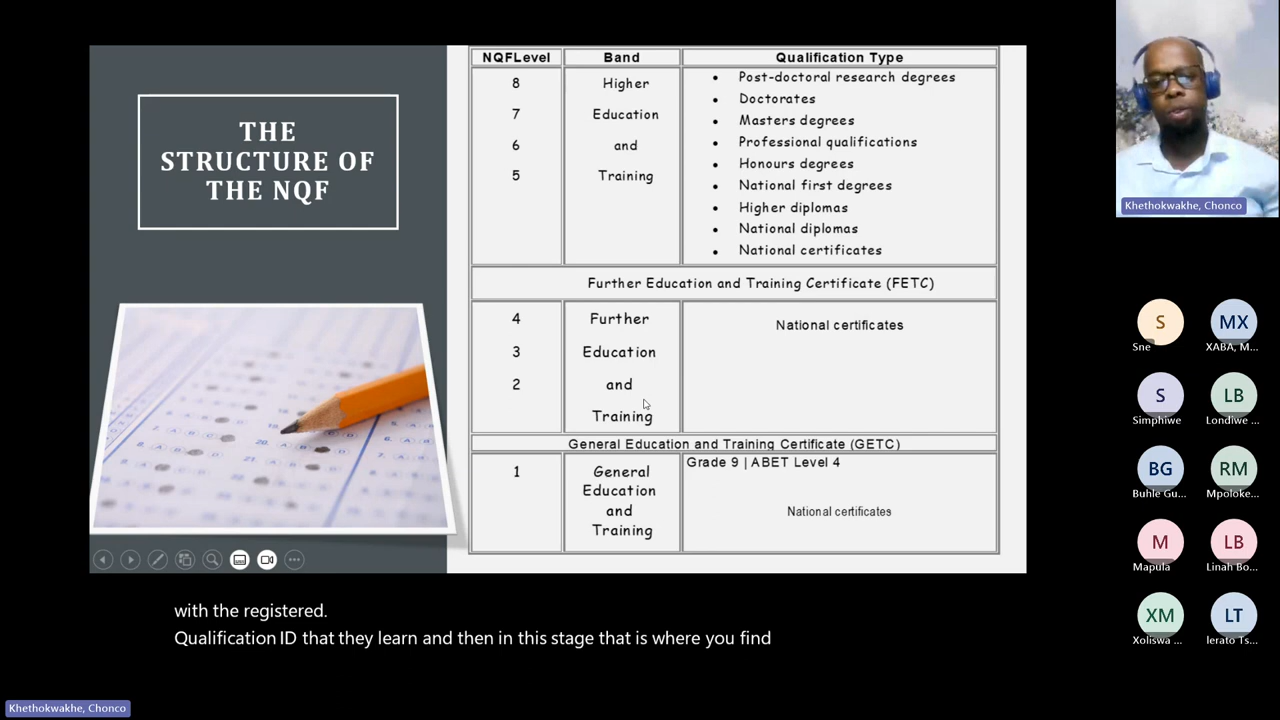 THE
STRUCTURE OF
THE NQF
NQFLevel Band Qualification Type
8 Higher
7 Education
6 and
5 Training
• Post-doctoral research degrees
• Doctorates
• Masters degrees
• Professional qualifications
• Honours degrees
• National first degrees
• Higher diplomas
• National diplomas
• National certificates
Further Education and Training Certificate (FETC)
4 Further National certificates
3 Education
2 and
Training
General Education and Training Certificate (GETC)
1 General
Education
and
Training
Grade 9 | ABET Level 4
National certificates
with the registered.
Qualification ID that they learn and then in this stage that is where you find
Khethokwakhe, Chonco
Khethokwakhe, Chonco
S MX
Sne XABA, M...
S LB
Simphiwe Londiwe ...
BG RM
Buhle Gu... Mpoloke...
M LB
Mapula Linah Bo...
XM LT
Xoliswa ... lerato Ts...